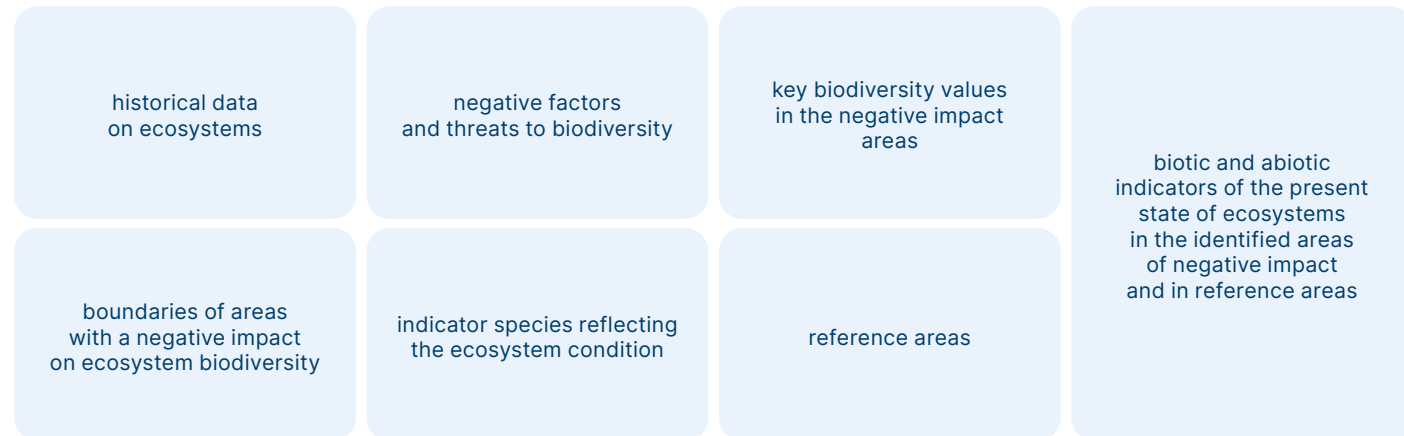 historical data
on ecosystems
negative factors
and threats to biodiversity
key biodiversity values
in the negative impact
areas
biotic and abiotic
indicators of the present
state of ecosystems
in the identified areas
of negative impact
and in reference areas
boundaries of areas
with a negative impact
on ecosystem biodiversity
indicator species reflecting
the ecosystem condition
reference areas